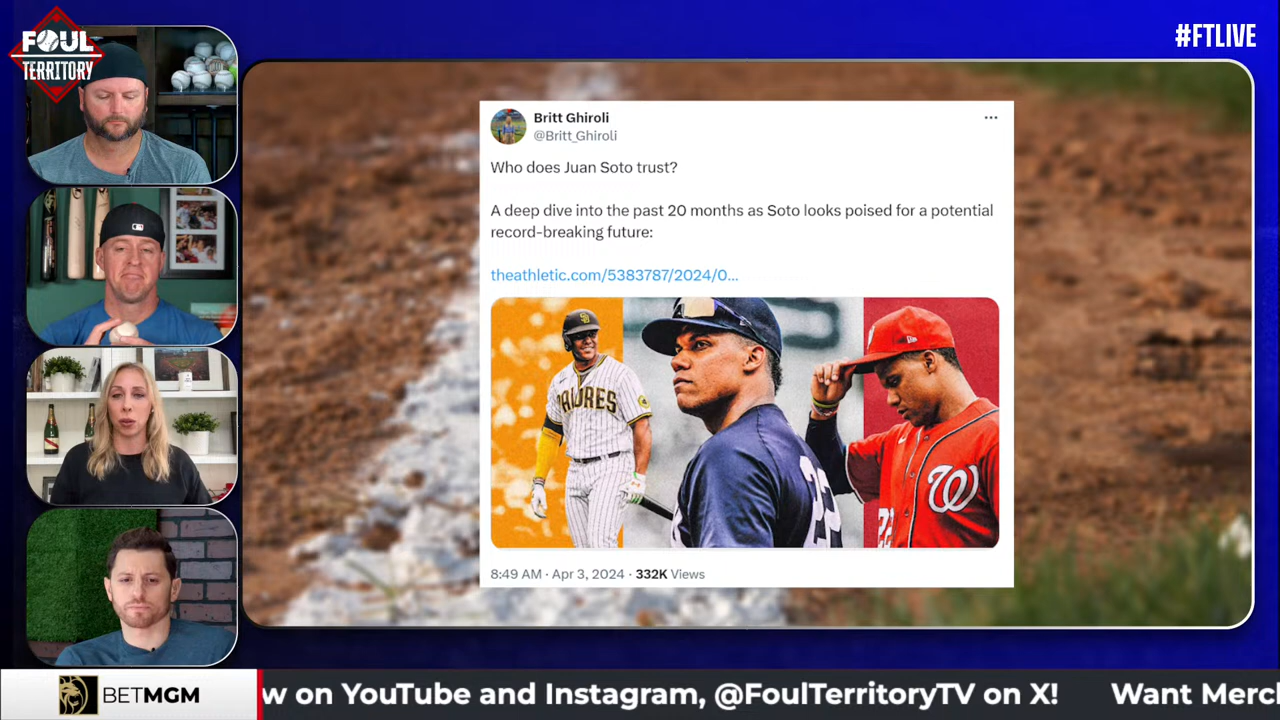 FOUL
TERRITORY
#FTLIVE
Britt Ghiroli
@Britt_Ghiroli
Who does Juan Soto trust?
A deep dive into the past 20 months as Soto looks poised for a potential
record-breaking future:
theathletic.com/5383787/2024/0...
PADRES
22
W
22
8:49 AM · Apr 3, 2024 · 332K Views
BETMGM
w on YouTube and Instagram, @FoulTerritoryTV on X! Want Merc